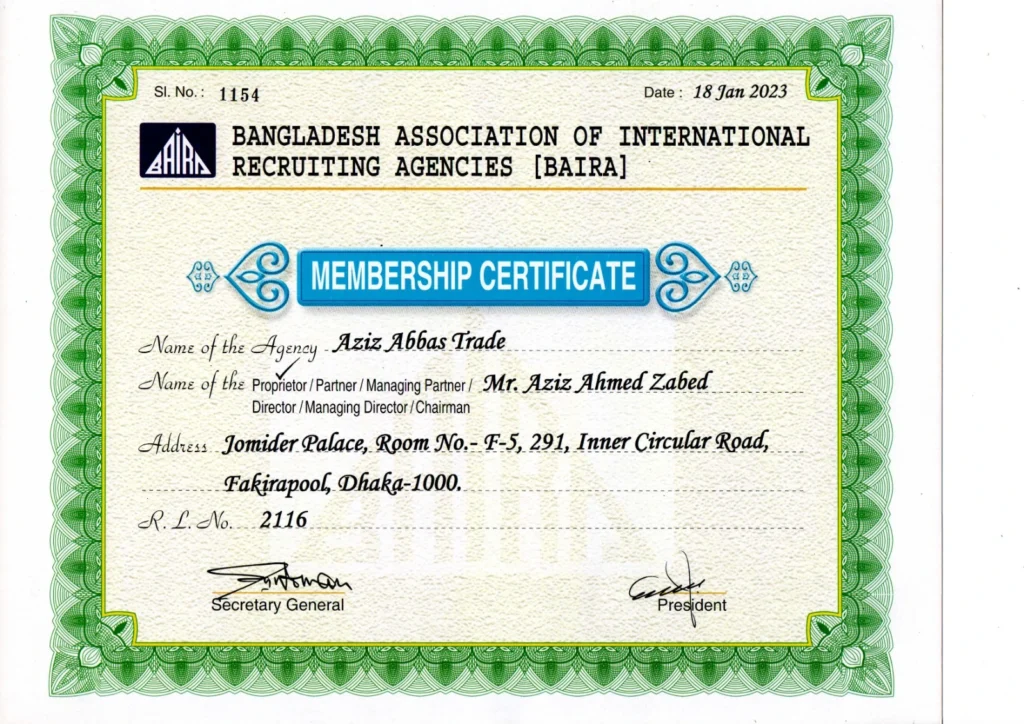 Sl. No. : 1154 Date : 18 Jan 2023
BAIRA
BANGLADESH ASSOCIATION OF INTERNATIONAL
RECRUITING AGENCIES [BAIRA]
MEMBERSHIP CERTIFICATE
Name of the Agency - Aziz Abbas Trade
Name of the Proprietor / Partner / Managing Partner / Mr. Aziz Ahmed Zabed
Director / Managing Director / Chairman
Address Jomider Palace, Room No.- F-5, 291, Inner Circular Road,
Fakirapool, Dhaka-1000.
R. L. No. 2116
Secretary General President